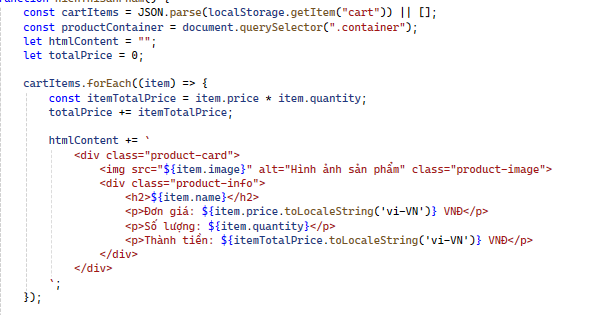 const cartItems = JSON.parse(localStorage.getItem("cart")) || [];
const productContainer = document.querySelector(".container");
let htmlContent = "";
let totalPrice = 0;
cartItems.forEach((item) => {
const itemTotalPrice = item.price * item.quantity;
totalPrice += itemTotalPrice;
htmlContent += `
<div class="product-card">
<img src="${item.image}" alt="Hình ảnh sản phẩm" class="product-image">
<div class="product-info">
<h2>${item.name}</h2>
<p>Đơn giá: ${item.price.toLocaleString('vi-VN')} VNĐ</p>
<p>Số lượng: ${item.quantity}</p>
<p>Thành tiền: ${itemTotalPrice.toLocaleString('vi-VN')} VNĐ</p>
</div>
</div>
`;
});